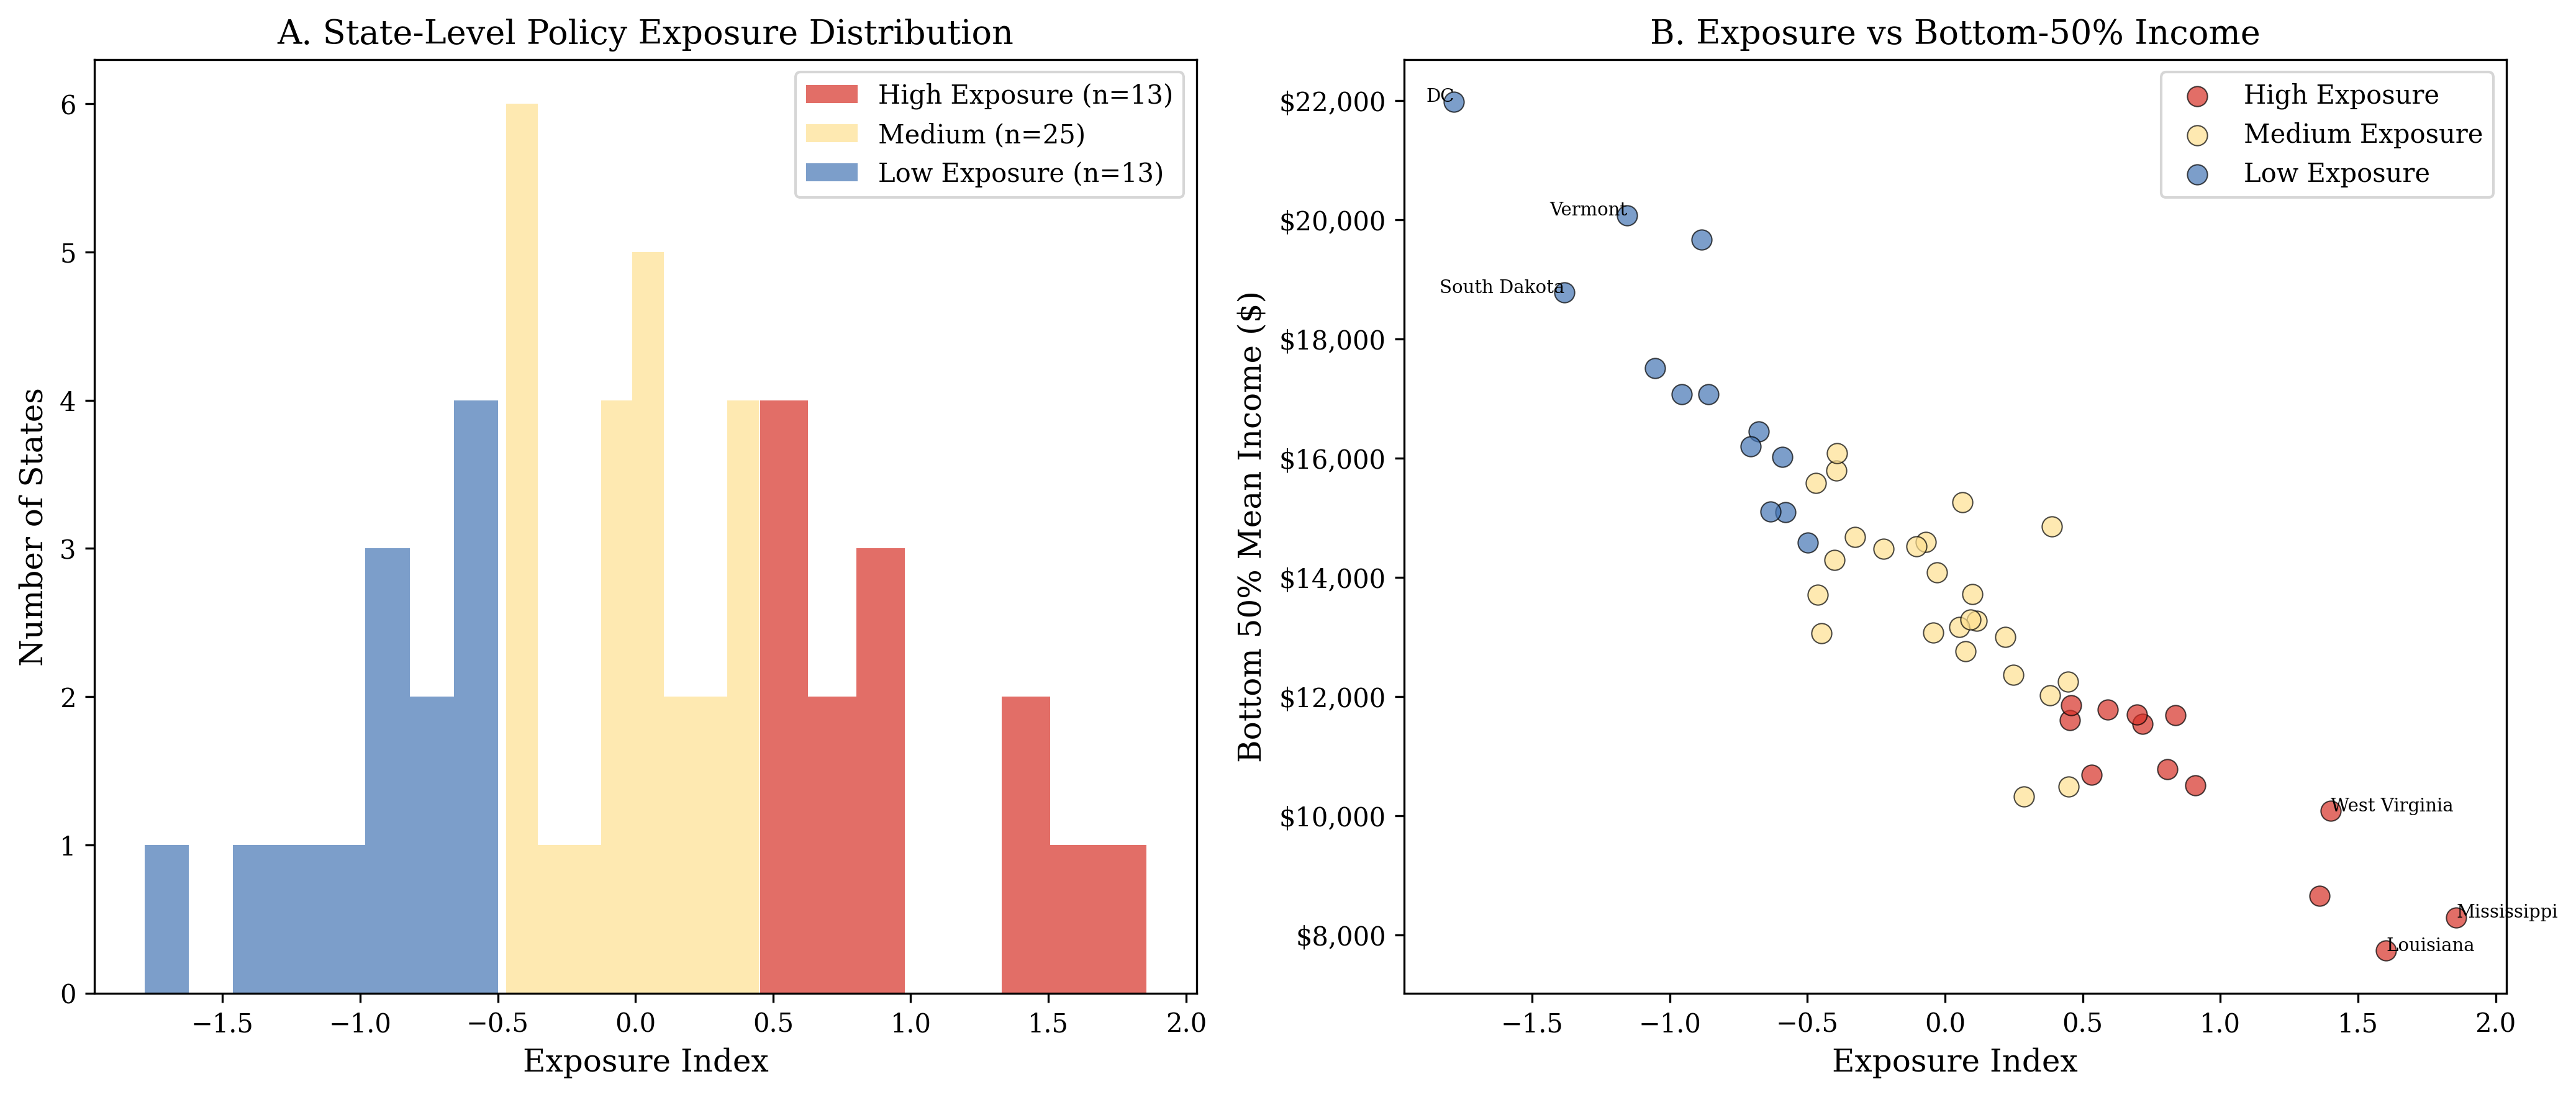 A. State-Level Policy Exposure Distribution
High Exposure (n=13)
Medium (n=25)
Low Exposure (n=13)
Number of States
6
5
4
3
2
1
0
−1.5
−1.0
−0.5
0.0
0.5
1.0
1.5
2.0
Exposure Index
B. Exposure vs Bottom-50% Income
High Exposure
Medium Exposure
Low Exposure
Bottom 50% Mean Income ($)
$22,000
$20,000
$18,000
$16,000
$14,000
$12,000
$10,000
$8,000
DC
Vermont
South Dakota
West Virginia
Mississippi
Louisiana
−1.5
−1.0
−0.5
0.0
0.5
1.0
1.5
2.0
Exposure Index